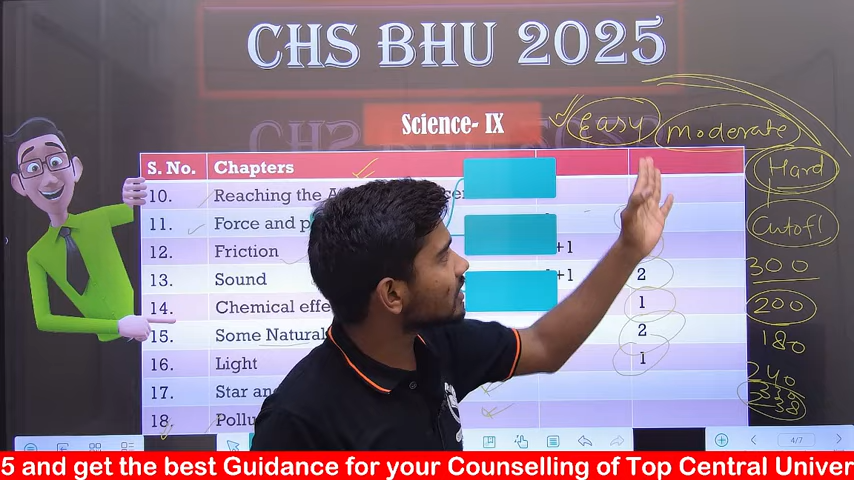 CHS BHU 2025
Science- IX
Easy
Moderate
S. No. Chapters
Hard
10. Reaching the A
11. Force and p
Cutoff
12. Friction +1
300
13. Sound +1 2
14. Chemical effe 1
200
15. Some Natural 2
180
16. Light 1
17. Star an
240
18. Pollu
338
4/7
5 and get the best Guidance for your Counselling of Top Central Univer